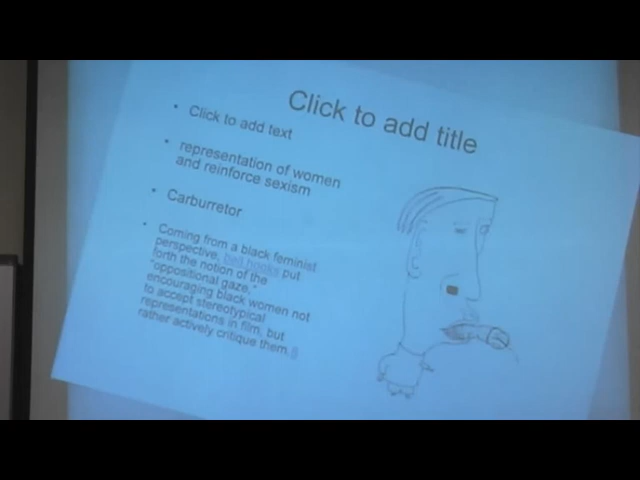 Click to add title
• Click to add text
• representation of women
and reinforce sexism
• Carburretor
• Coming from a black feminist
perspective, bell hooks put
forth the notion of the
"oppositional gaze,"
encouraging black women not
to accept stereotypical
representations in film, but
rather actively critique them.